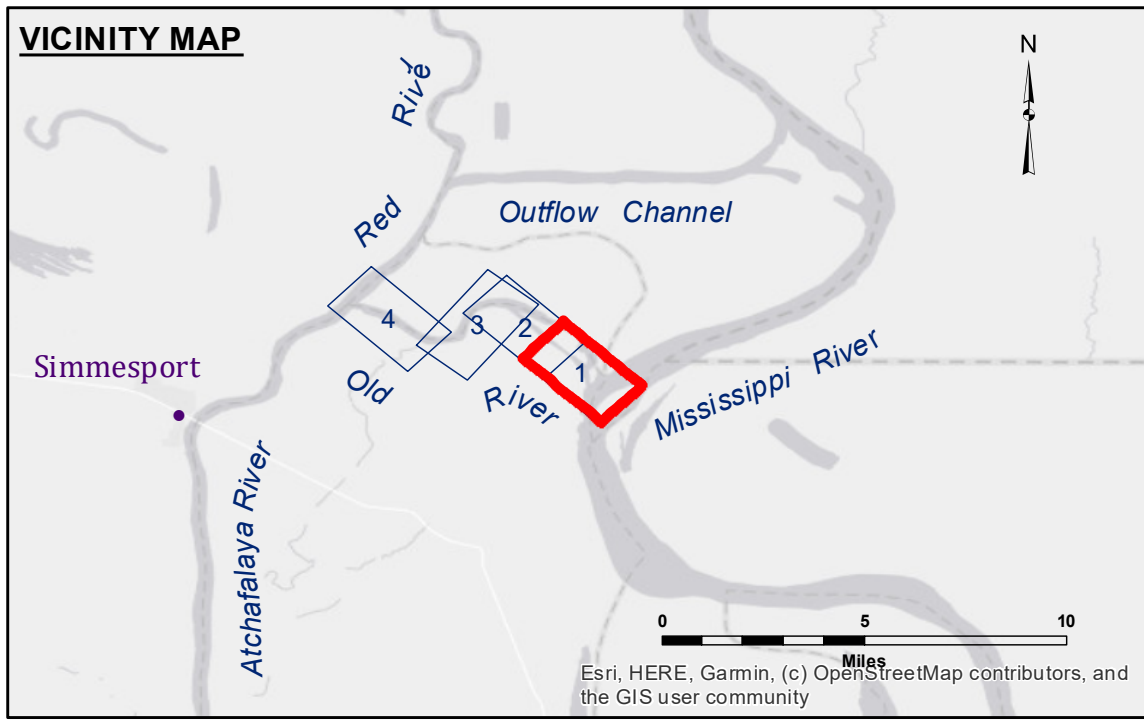 VICINITY MAP
N
Red River
Outflow Channel
4
3
2
1
Simmesport
Old River
Mississippi River
Atchafalaya River
0 5 10
Miles
Esri, HERE, Garmin, (c) OpenStreetMap contributors, and
the GIS user community